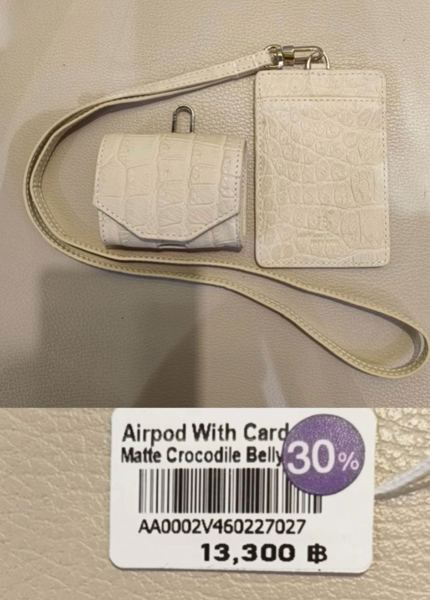 Airpod With Card
Matte Crocodile Belly
30%
AA0002V460227027
13,300 ฿